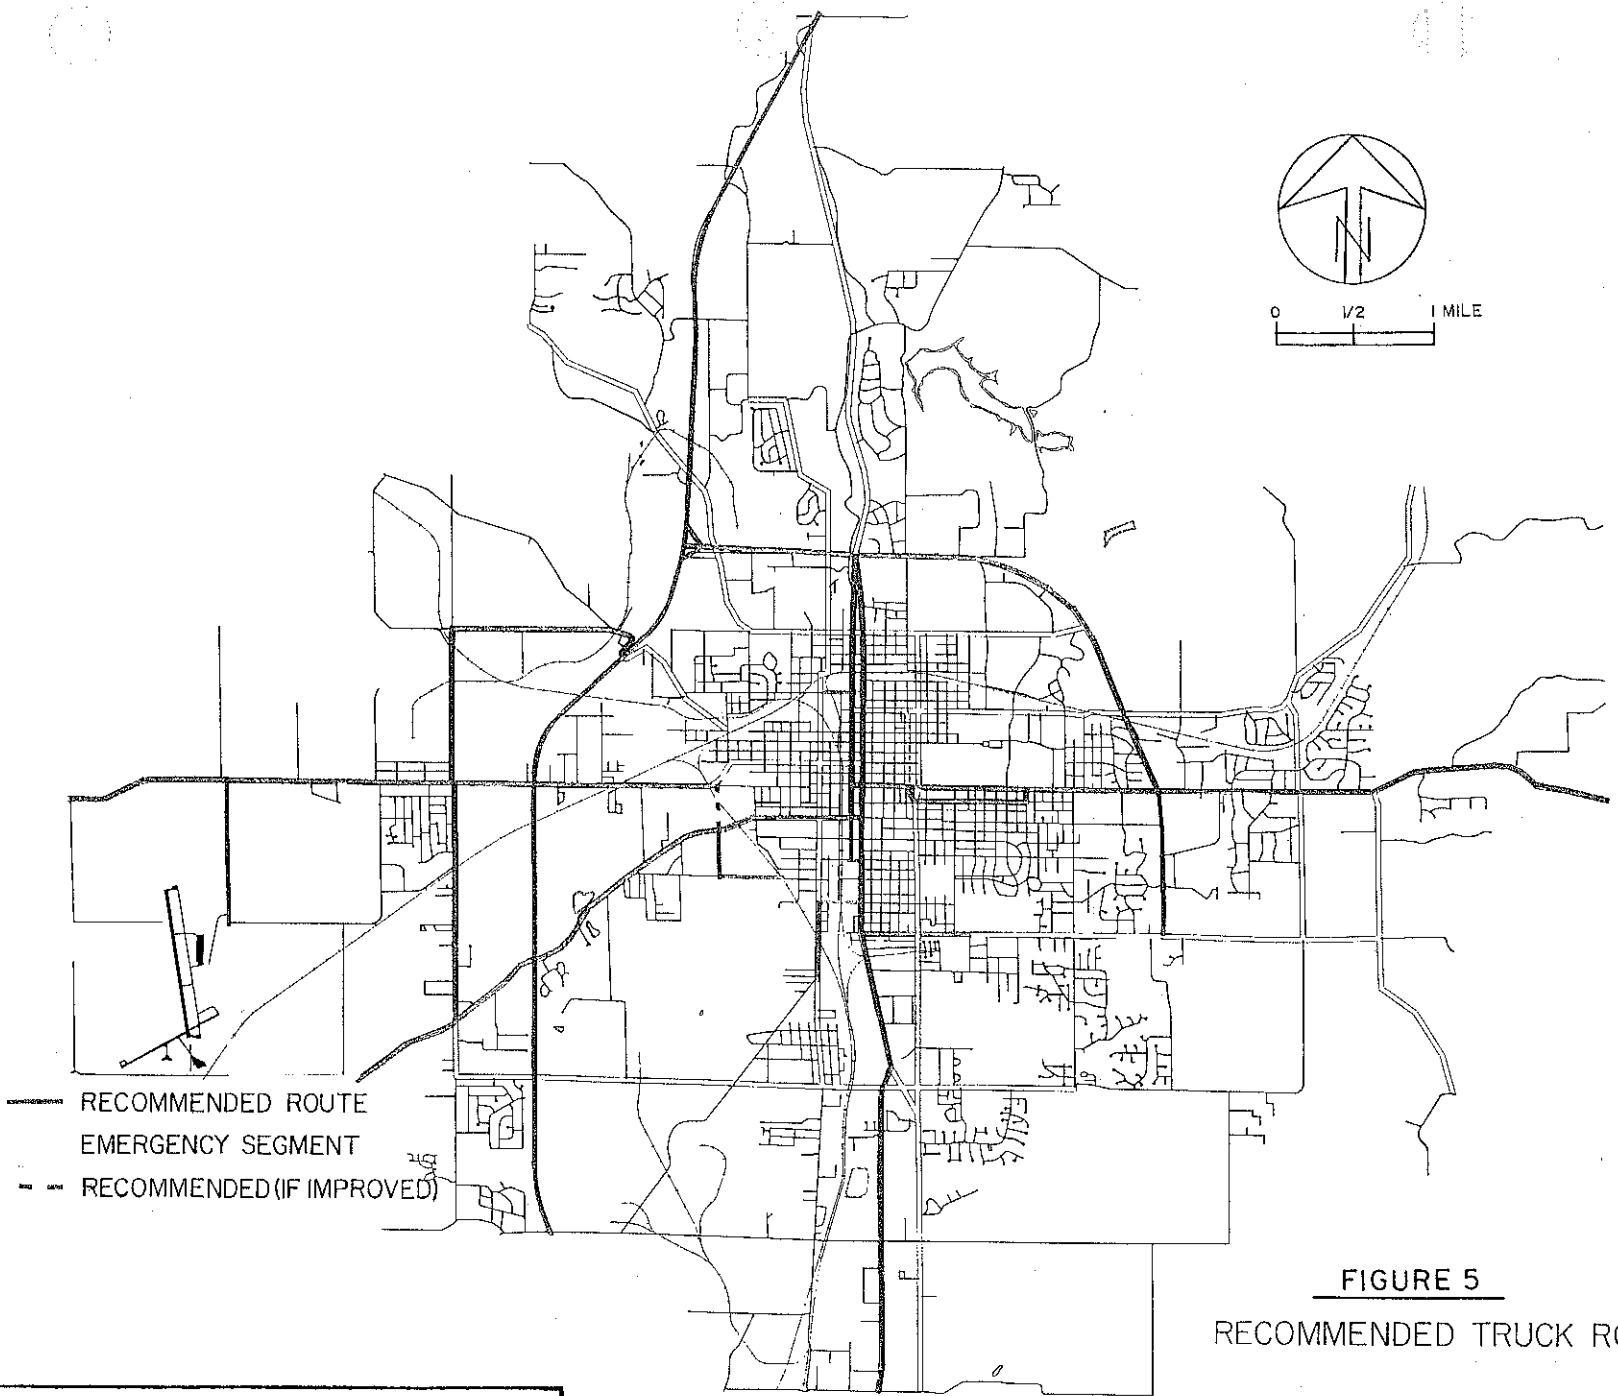 N
0 1/2 1 MILE
RECOMMENDED ROUTE
EMERGENCY SEGMENT
RECOMMENDED (IF IMPROVED)
FIGURE 5
RECOMMENDED TRUCK